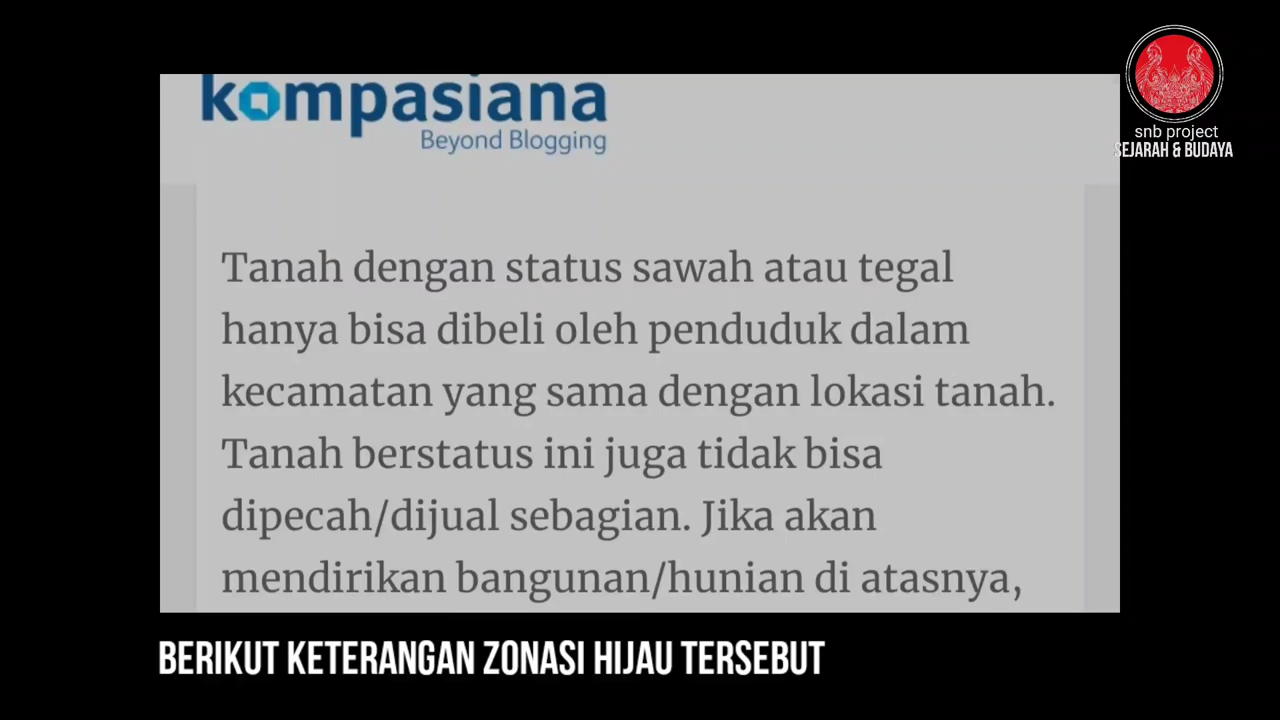 kompasiana
Beyond Blogging
snb project
SEJARAH & BUDAYA
Tanah dengan status sawah atau tegal
hanya bisa dibeli oleh penduduk dalam
kecamatan yang sama dengan lokasi tanah.
Tanah berstatus ini juga tidak bisa
dipecah/dijual sebagian. Jika akan
mendirikan bangunan/hunian di atasnya,
BERIKUT KETERANGAN ZONASI HIJAU TERSEBUT